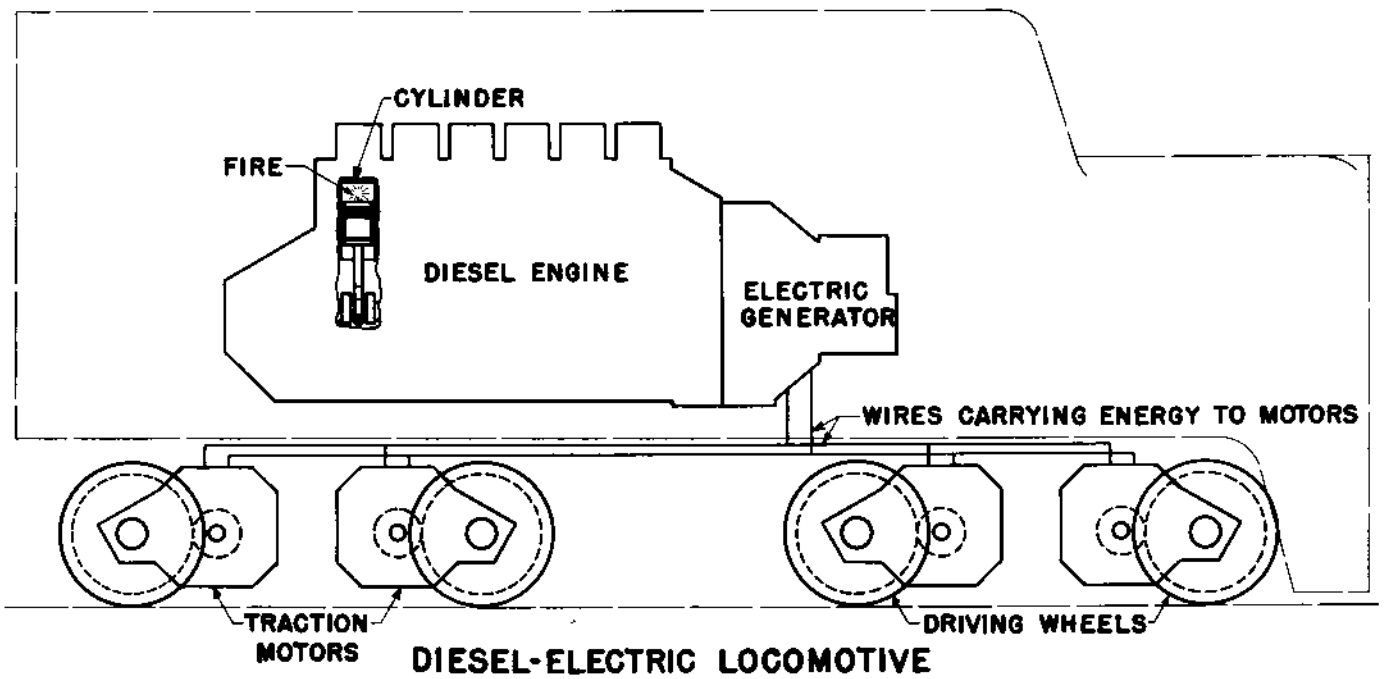 CYLINDER
FIRE
DIESEL ENGINE
ELECTRIC
GENERATOR
WIRES CARRYING ENERGY TO MOTORS
TRACTION
MOTORS
DRIVING WHEELS
DIESEL-ELECTRIC LOCOMOTIVE